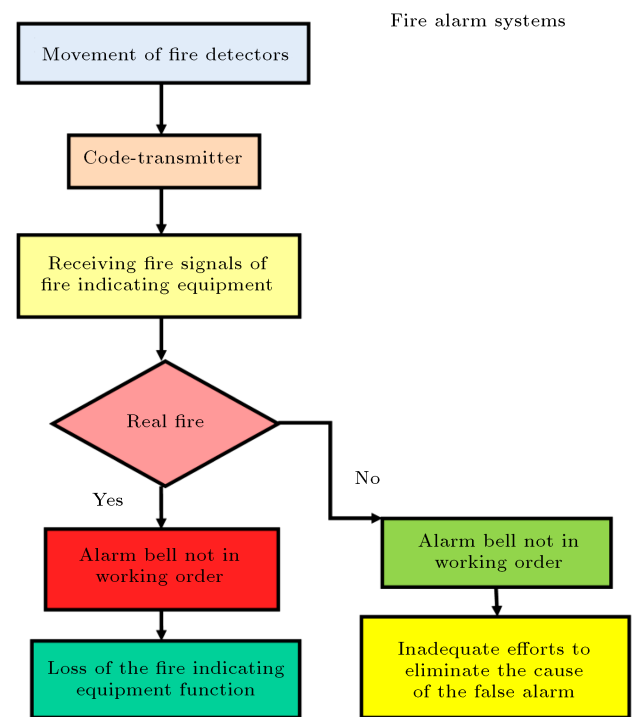 Fire alarm systems
Movement of fire detectors
Code-transmitter
Receiving fire signals of
fire indicating equipment
Real fire
Yes
No
Alarm bell not in
working order
Alarm bell not in
working order
Loss of the fire indicating
equipment function
Inadequate efforts to
eliminate the cause
of the false alarm